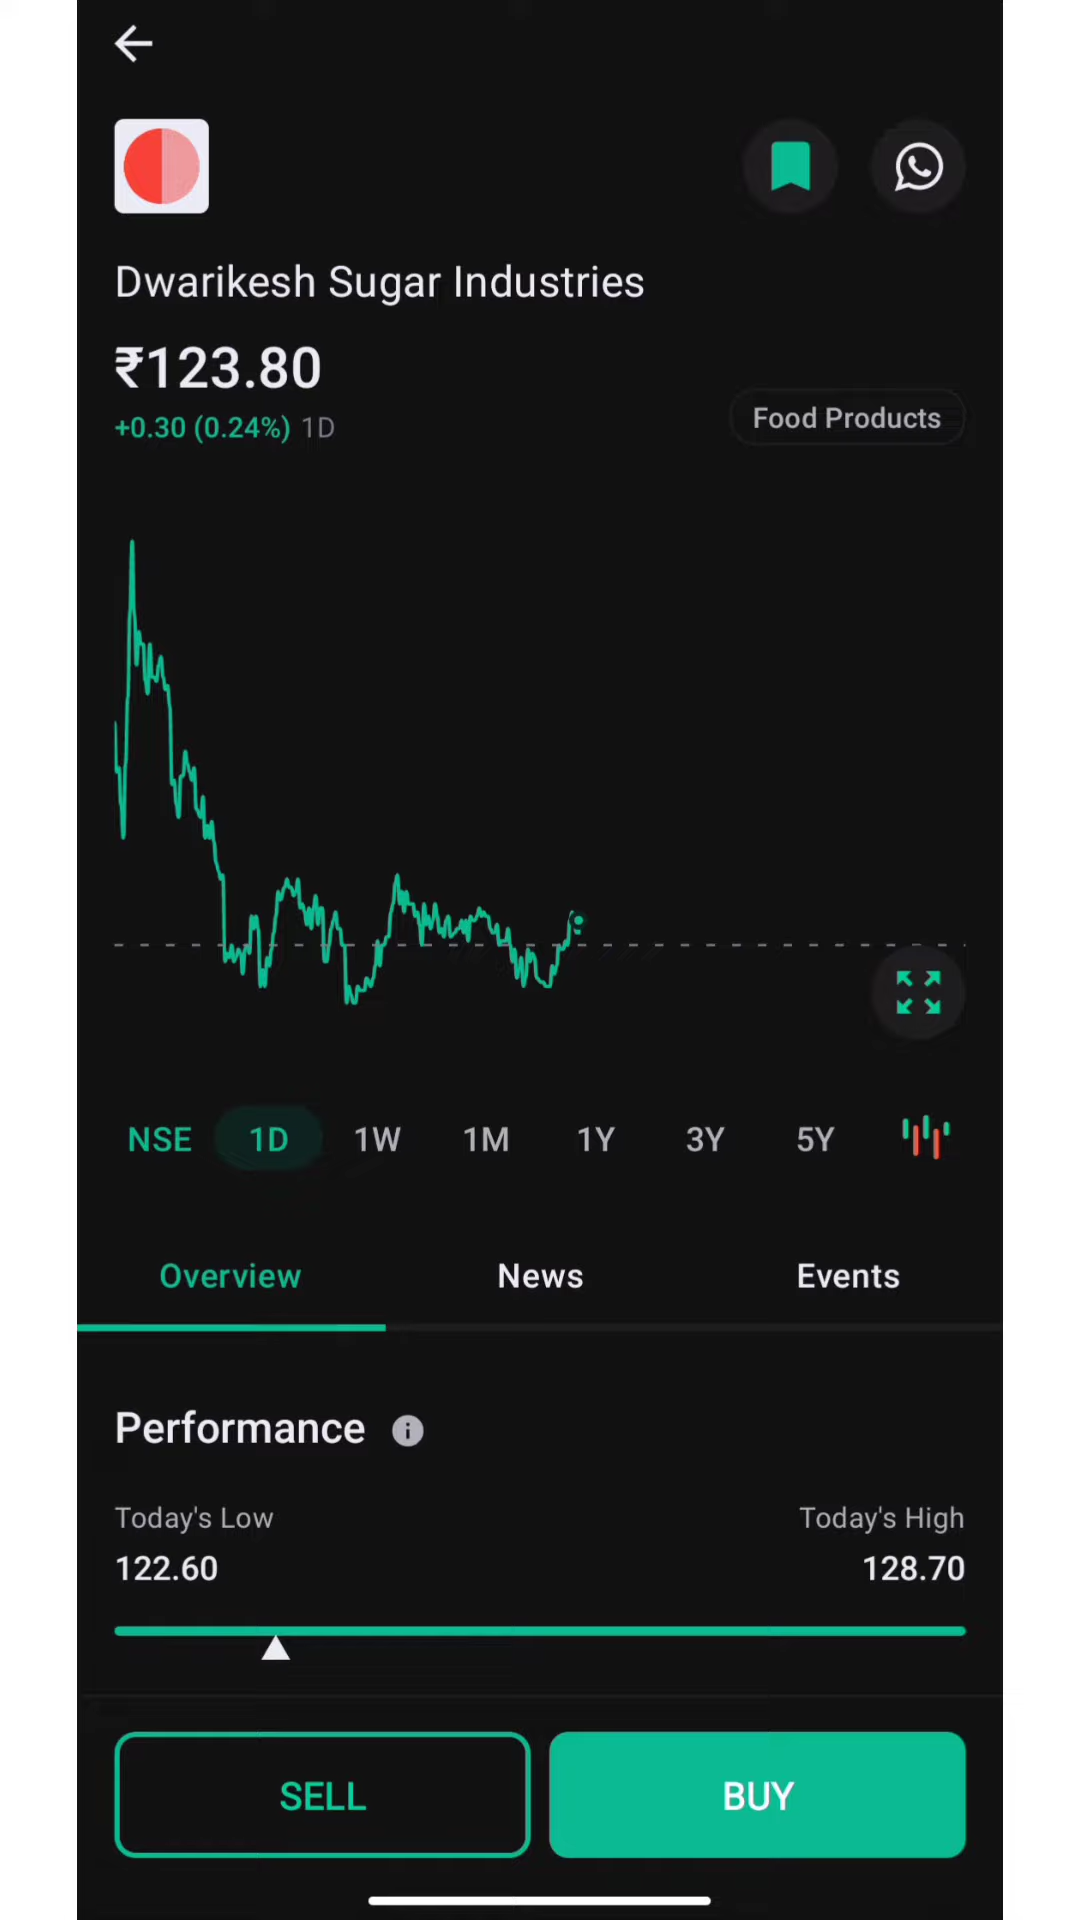 Dwarikesh Sugar Industries
₹123.80
+0.30 (0.24%) 1D
Food Products
NSE 1D 1W 1M 1Y 3Y 5Y
Overview News Events
Performance
Today's Low Today's High
122.60 128.70
SELL BUY